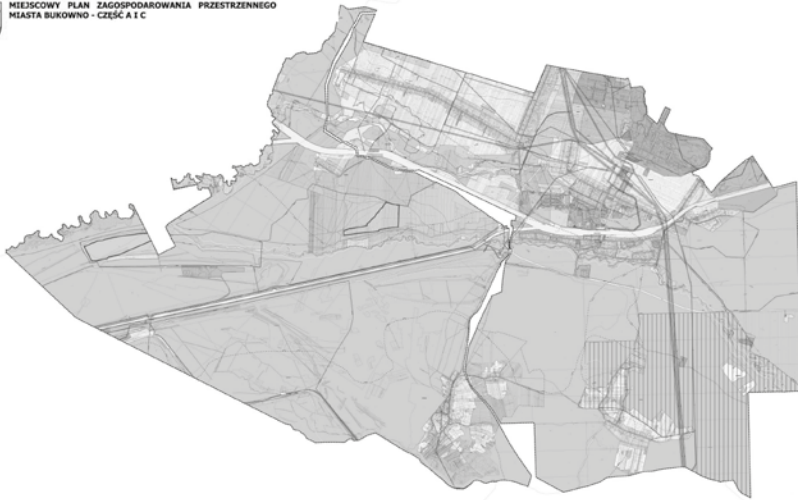 MIEJSCOWY PLAN ZAGOSPODAROWANIA PRZESTRZENNEGO
MIASTA BUKOWNO - CZĘŚĆ A I C